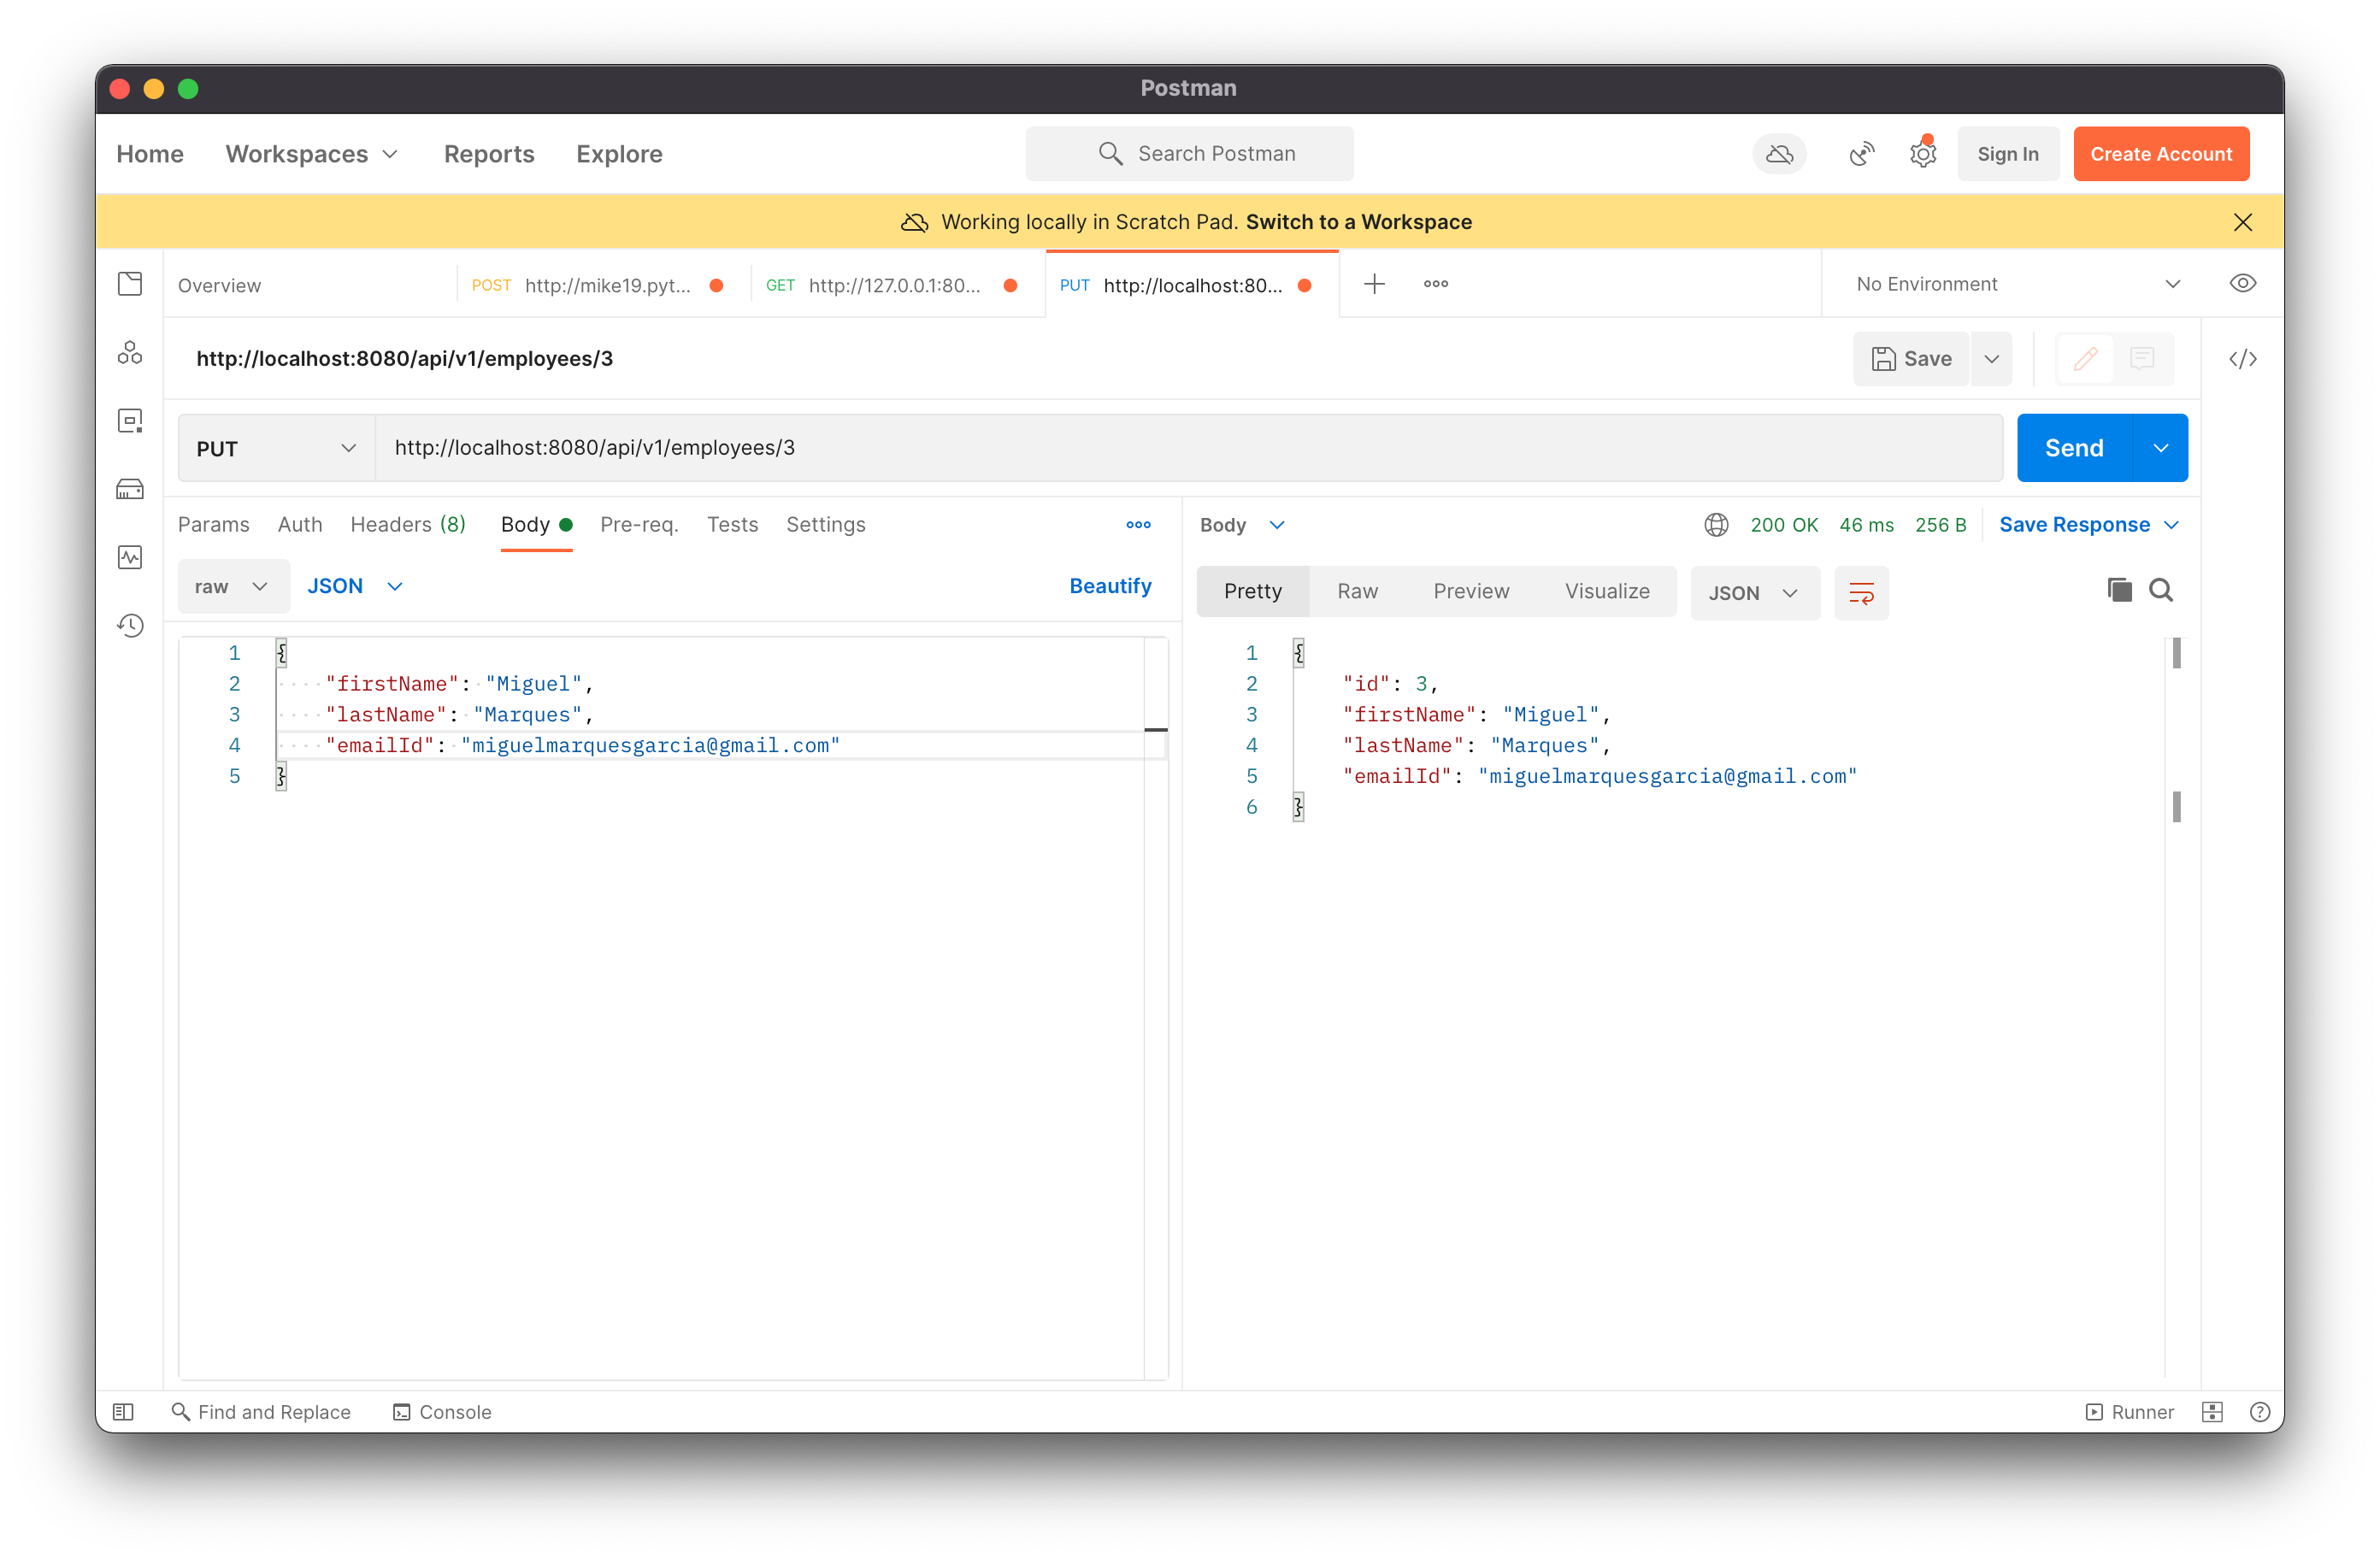 Postman
Home Workspaces Reports Explore Search Postman Sign In Create Account
Working locally in Scratch Pad. Switch to a Workspace
Overview POST http://mike19.pyt... GET http://127.0.0.1:80... PUT http://localhost:80... No Environment
http://localhost:8080/api/v1/employees/3 Save
PUT http://localhost:8080/api/v1/employees/3 Send
Params Auth Headers (8) Body Pre-req. Tests Settings
raw JSON Beautify
1 {
2 "firstName": "Miguel",
3 "lastName": "Marques",
4 "emailId": "miguelmarquesgarcia@gmail.com"
5 }
Body 200 OK 46 ms 256 B Save Response
Pretty Raw Preview Visualize JSON
1 {
2 "id": 3,
3 "firstName": "Miguel",
4 "lastName": "Marques",
5 "emailId": "miguelmarquesgarcia@gmail.com"
6 }
Find and Replace Console Runner